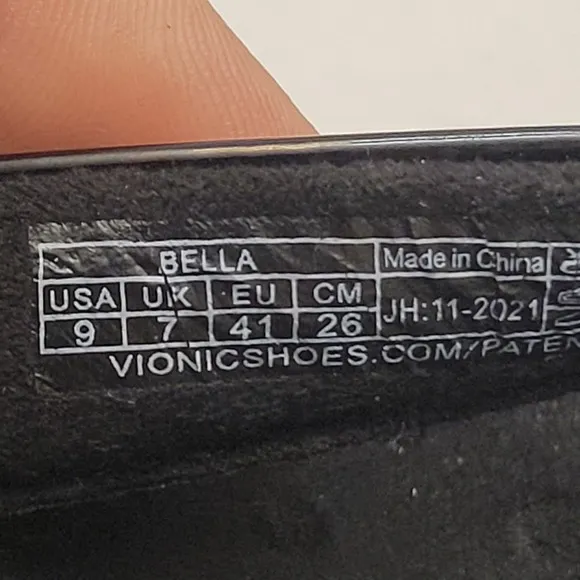 BELLA
Made in China
USA UK EU CM
9 7 41 26
JH:11-2021
VIONICSHOES.COM/PATEN